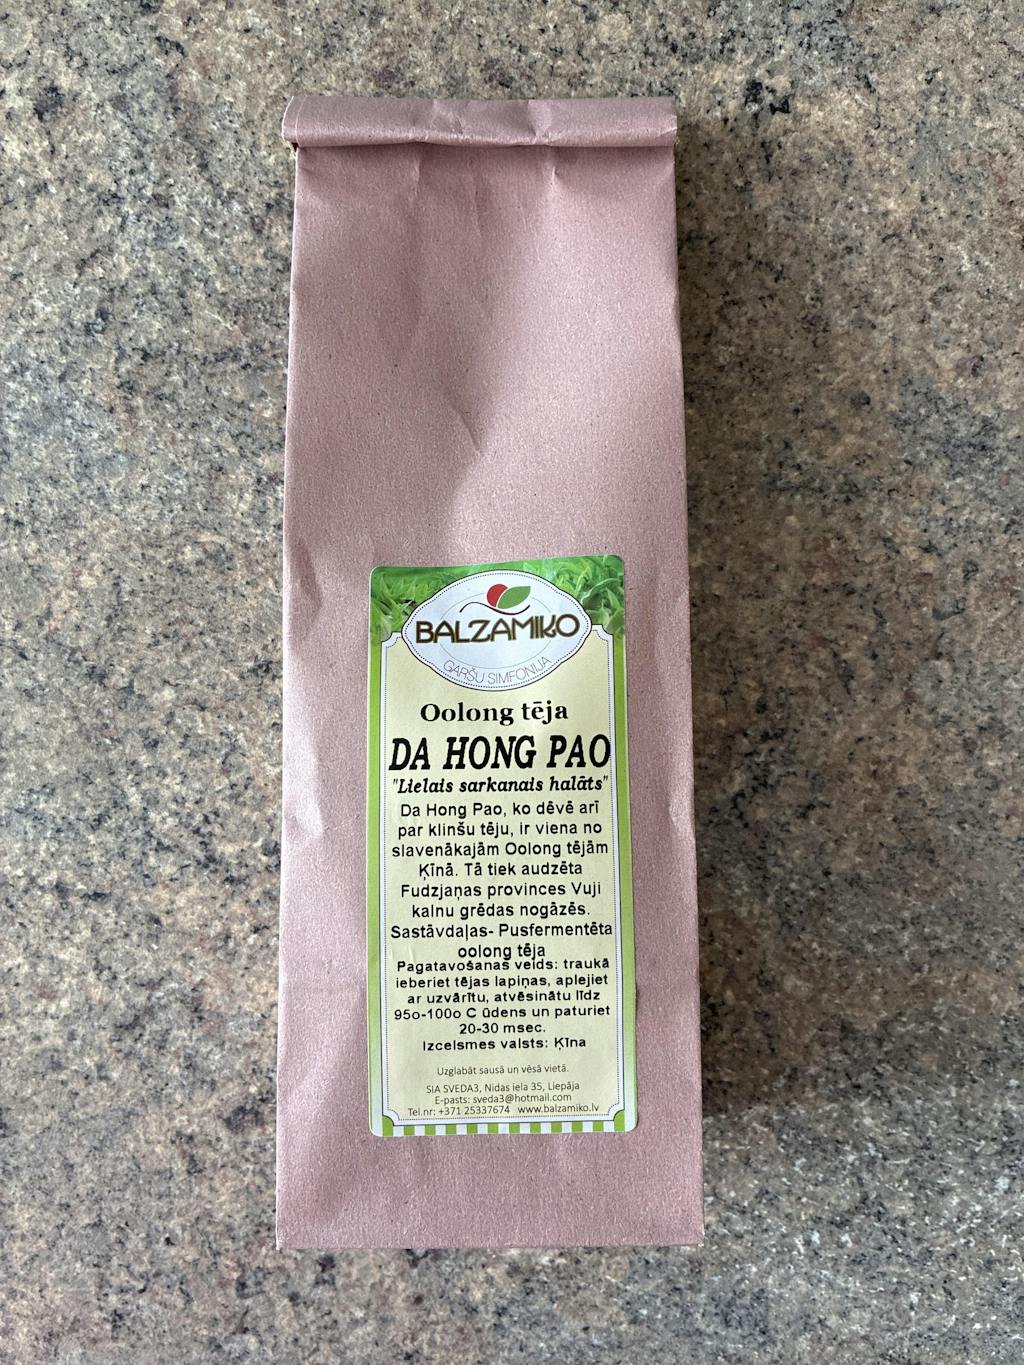 BALZAMIKO
GARŠU SIMFONIJA
Oolong tēja
DA HONG PAO
"Lielais sarkanais halāts"
Da Hong Pao, ko dēvē arī
par klinšu tēju, ir viena no
slavenākajām Oolong tējām
Ķīnā. Tā tiek audzēta
Fudzjaņas provinces Vuji
kalnu grēdas nogāzēs.
Sastāvdaļas- Pusfermentēta
oolong tēja
Pagatavošanas veids: traukā
ieberiet tējas lapiņas, aplejiet
ar uzvārītu, atvēsinātu līdz
95o-100o C ūdens un paturiet
20-30 msec.
Izcelsmes valsts: Ķīna
Uzglabāt sausā un vēsā vietā.
SIA SVEDA3, Nidas iela 35, Liepāja
E-pasts: sveda3@hotmail.com
Tel.nr: +371 25337674 www.balzamiko.lv